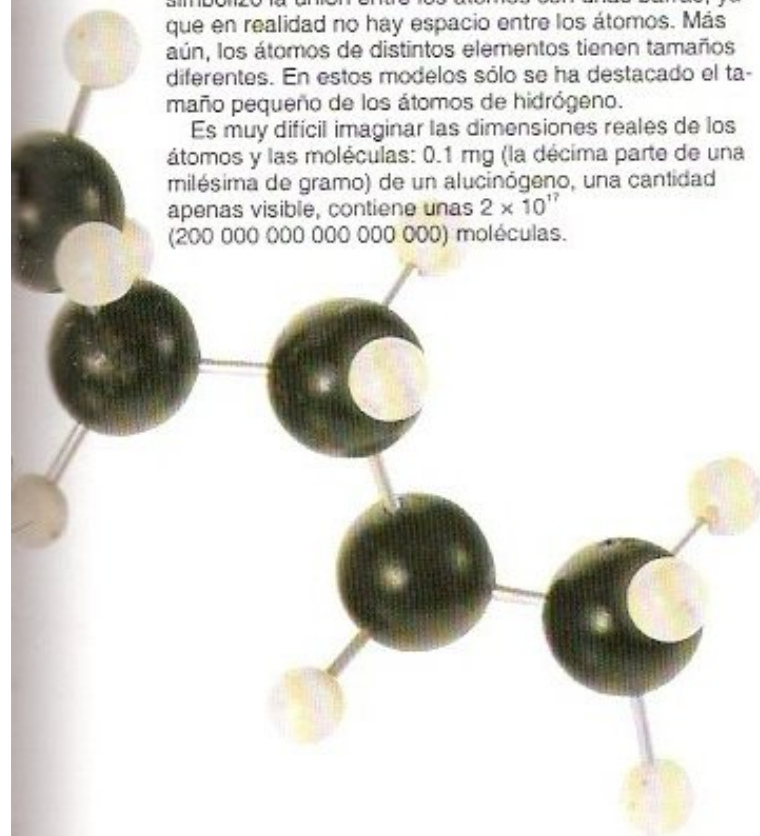 que en realidad no hay espacio entre los átomos. Más
aún, los átomos de distintos elementos tienen tamaños
diferentes. En estos modelos sólo se ha destacado el ta-
maño pequeño de los átomos de hidrógeno.
Es muy difícil imaginar las dimensiones reales de los
átomos y las moléculas: 0.1 mg (la décima parte de una
milésima de gramo) de un alucinógeno, una cantidad
apenas visible, contiene unas 2 × 10¹⁷
(200 000 000 000 000 000) moléculas.